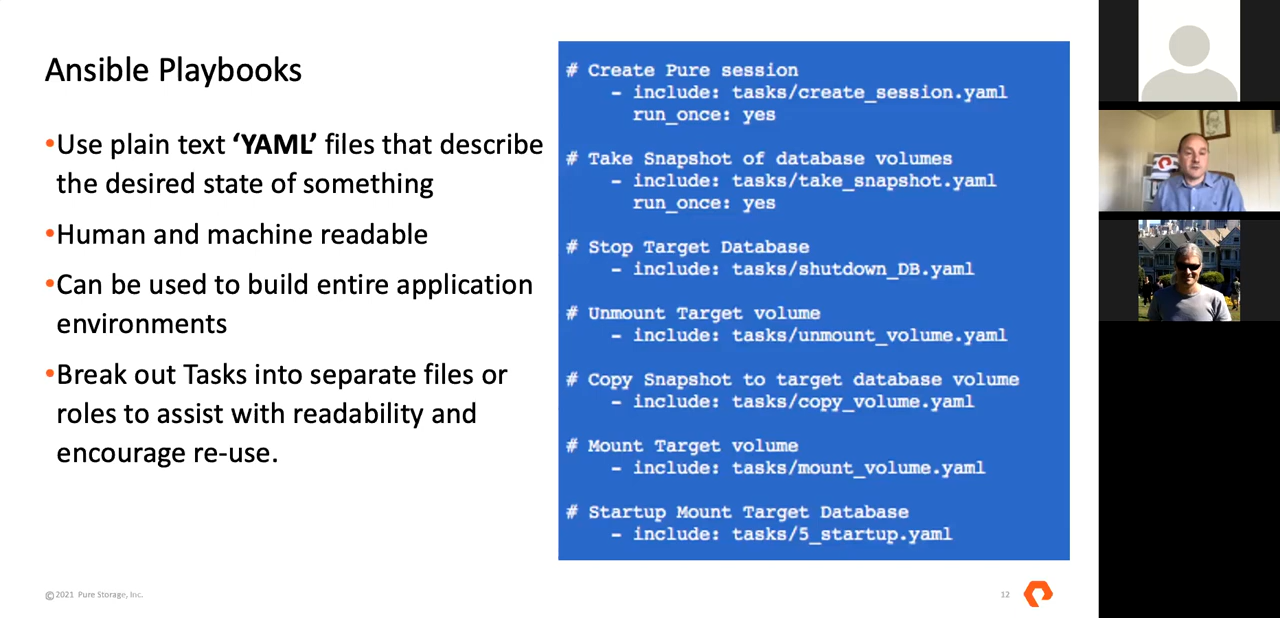 Ansible Playbooks
•Use plain text ‘YAML’ files that describe
the desired state of something
•Human and machine readable
•Can be used to build entire application
environments
•Break out Tasks into separate files or
roles to assist with readability and
encourage re-use.
# Create Pure session
- include: tasks/create_session.yaml
run_once: yes
# Take Snapshot of database volumes
- include: tasks/take_snapshot.yaml
run_once: yes
# Stop Target Database
- include: tasks/shutdown_DB.yaml
# Unmount Target volume
- include: tasks/unmount_volume.yaml
# Copy Snapshot to target database volume
- include: tasks/copy_volume.yaml
# Mount Target volume
- include: tasks/mount_volume.yaml
# Startup Mount Target Database
- include: tasks/5_startup.yaml
©2021 Pure Storage, Inc.
12